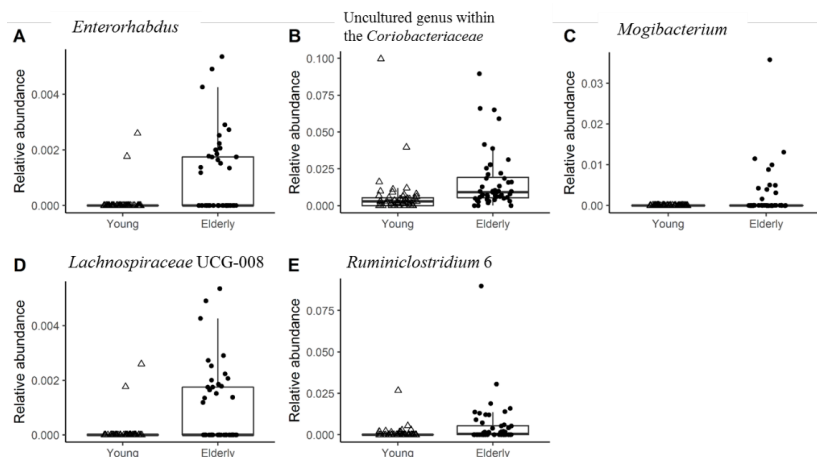 A
Enterorhabdus
Relative abundance
0.004
0.002
0.000
Young
Elderly
B
Uncultured genus within
the Coriobacteriaceae
Relative abundance
0.100
0.075
0.050
0.025
0.000
Young
Elderly
C
Mogibacterium
Relative abundance
0.03
0.02
0.01
0.00
Young
Elderly
D
Lachnospiraceae UCG-008
Relative abundance
0.004
0.002
0.000
Young
Elderly
E
Ruminiclostridium 6
Relative abundance
0.075
0.050
0.025
0.000
Young
Elderly